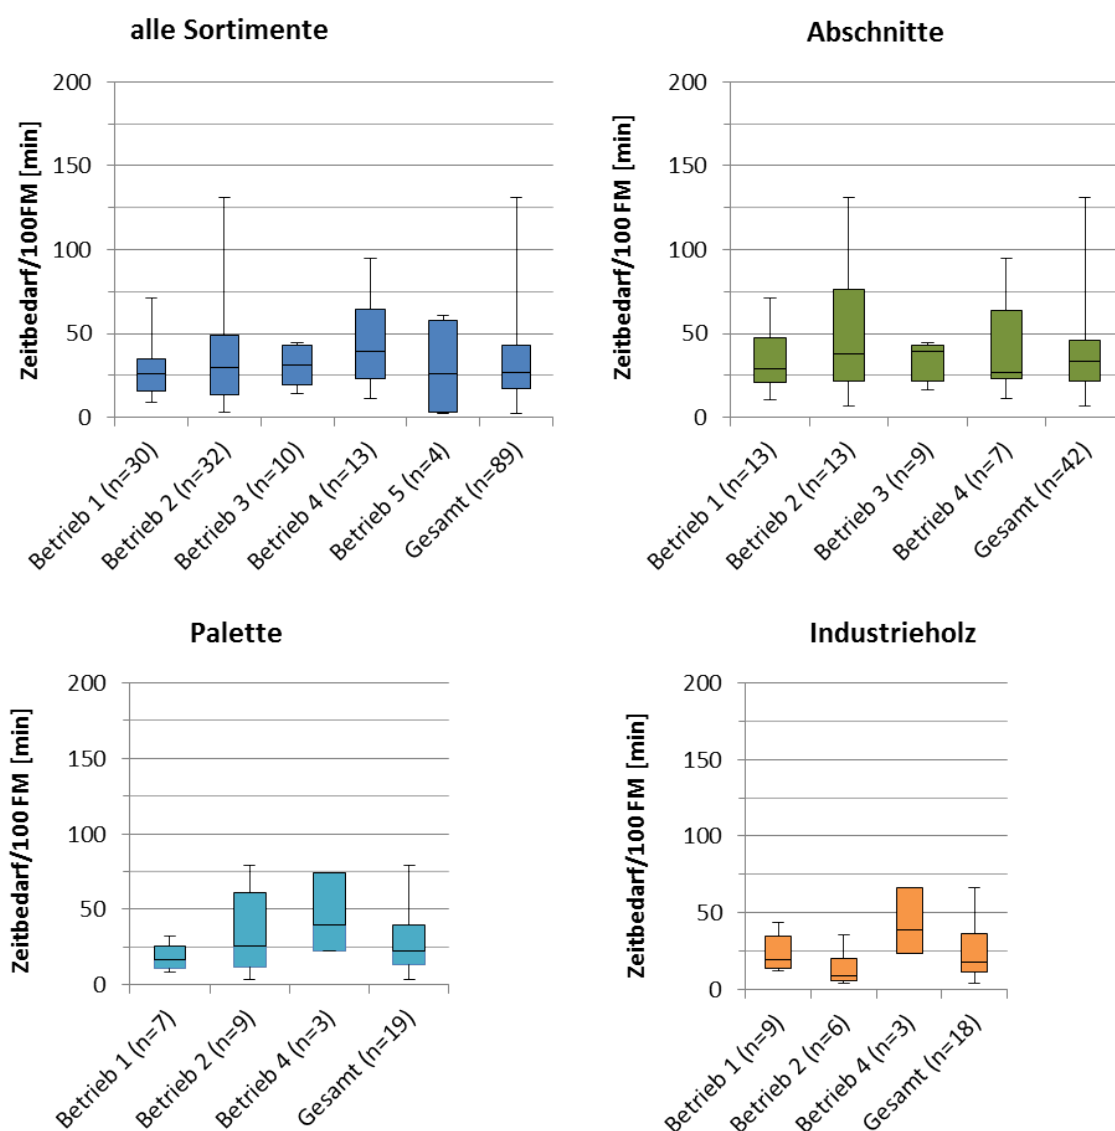 alle Sortimente
Zeitbedarf/100FM [min]
200
150
100
50
0
Betrieb 1 (n=30)
Betrieb 2 (n=32)
Betrieb 3 (n=10)
Betrieb 4 (n=13)
Betrieb 5 (n=4)
Gesamt (n=89)
Abschnitte
Zeitbedarf/100 FM [min]
200
150
100
50
0
Betrieb 1 (n=13)
Betrieb 2 (n=13)
Betrieb 3 (n=9)
Betrieb 4 (n=7)
Gesamt (n=42)
Palette
Zeitbedarf/100 FM [min]
200
150
100
50
0
Betrieb 1 (n=7)
Betrieb 2 (n=9)
Betrieb 4 (n=3)
Gesamt (n=19)
Industrieholz
Zeitbedarf/100 FM [min]
200
150
100
50
0
Betrieb 1 (n=9)
Betrieb 2 (n=6)
Betrieb 4 (n=3)
Gesamt (n=18)